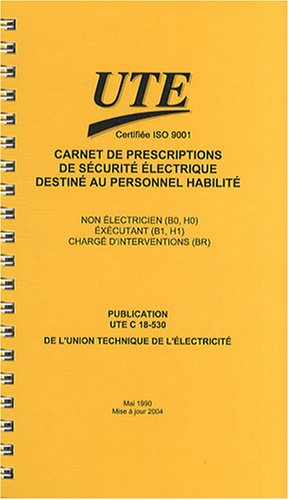 UTE
Certifiée ISO 9001
CARNET DE PRESCRIPTIONS
DE SÉCURITÉ ÉLECTRIQUE
DESTINÉ AU PERSONNEL HABILITÉ
NON ÉLECTRICIEN (B0, H0)
ÉXÉCUTANT (B1, H1)
CHARGÉ D'INTERVENTIONS (BR)
PUBLICATION
UTE C 18-530
DE L'UNION TECHNIQUE DE L'ÉLECTRICITÉ
Mai 1990
Mise à jour 2004